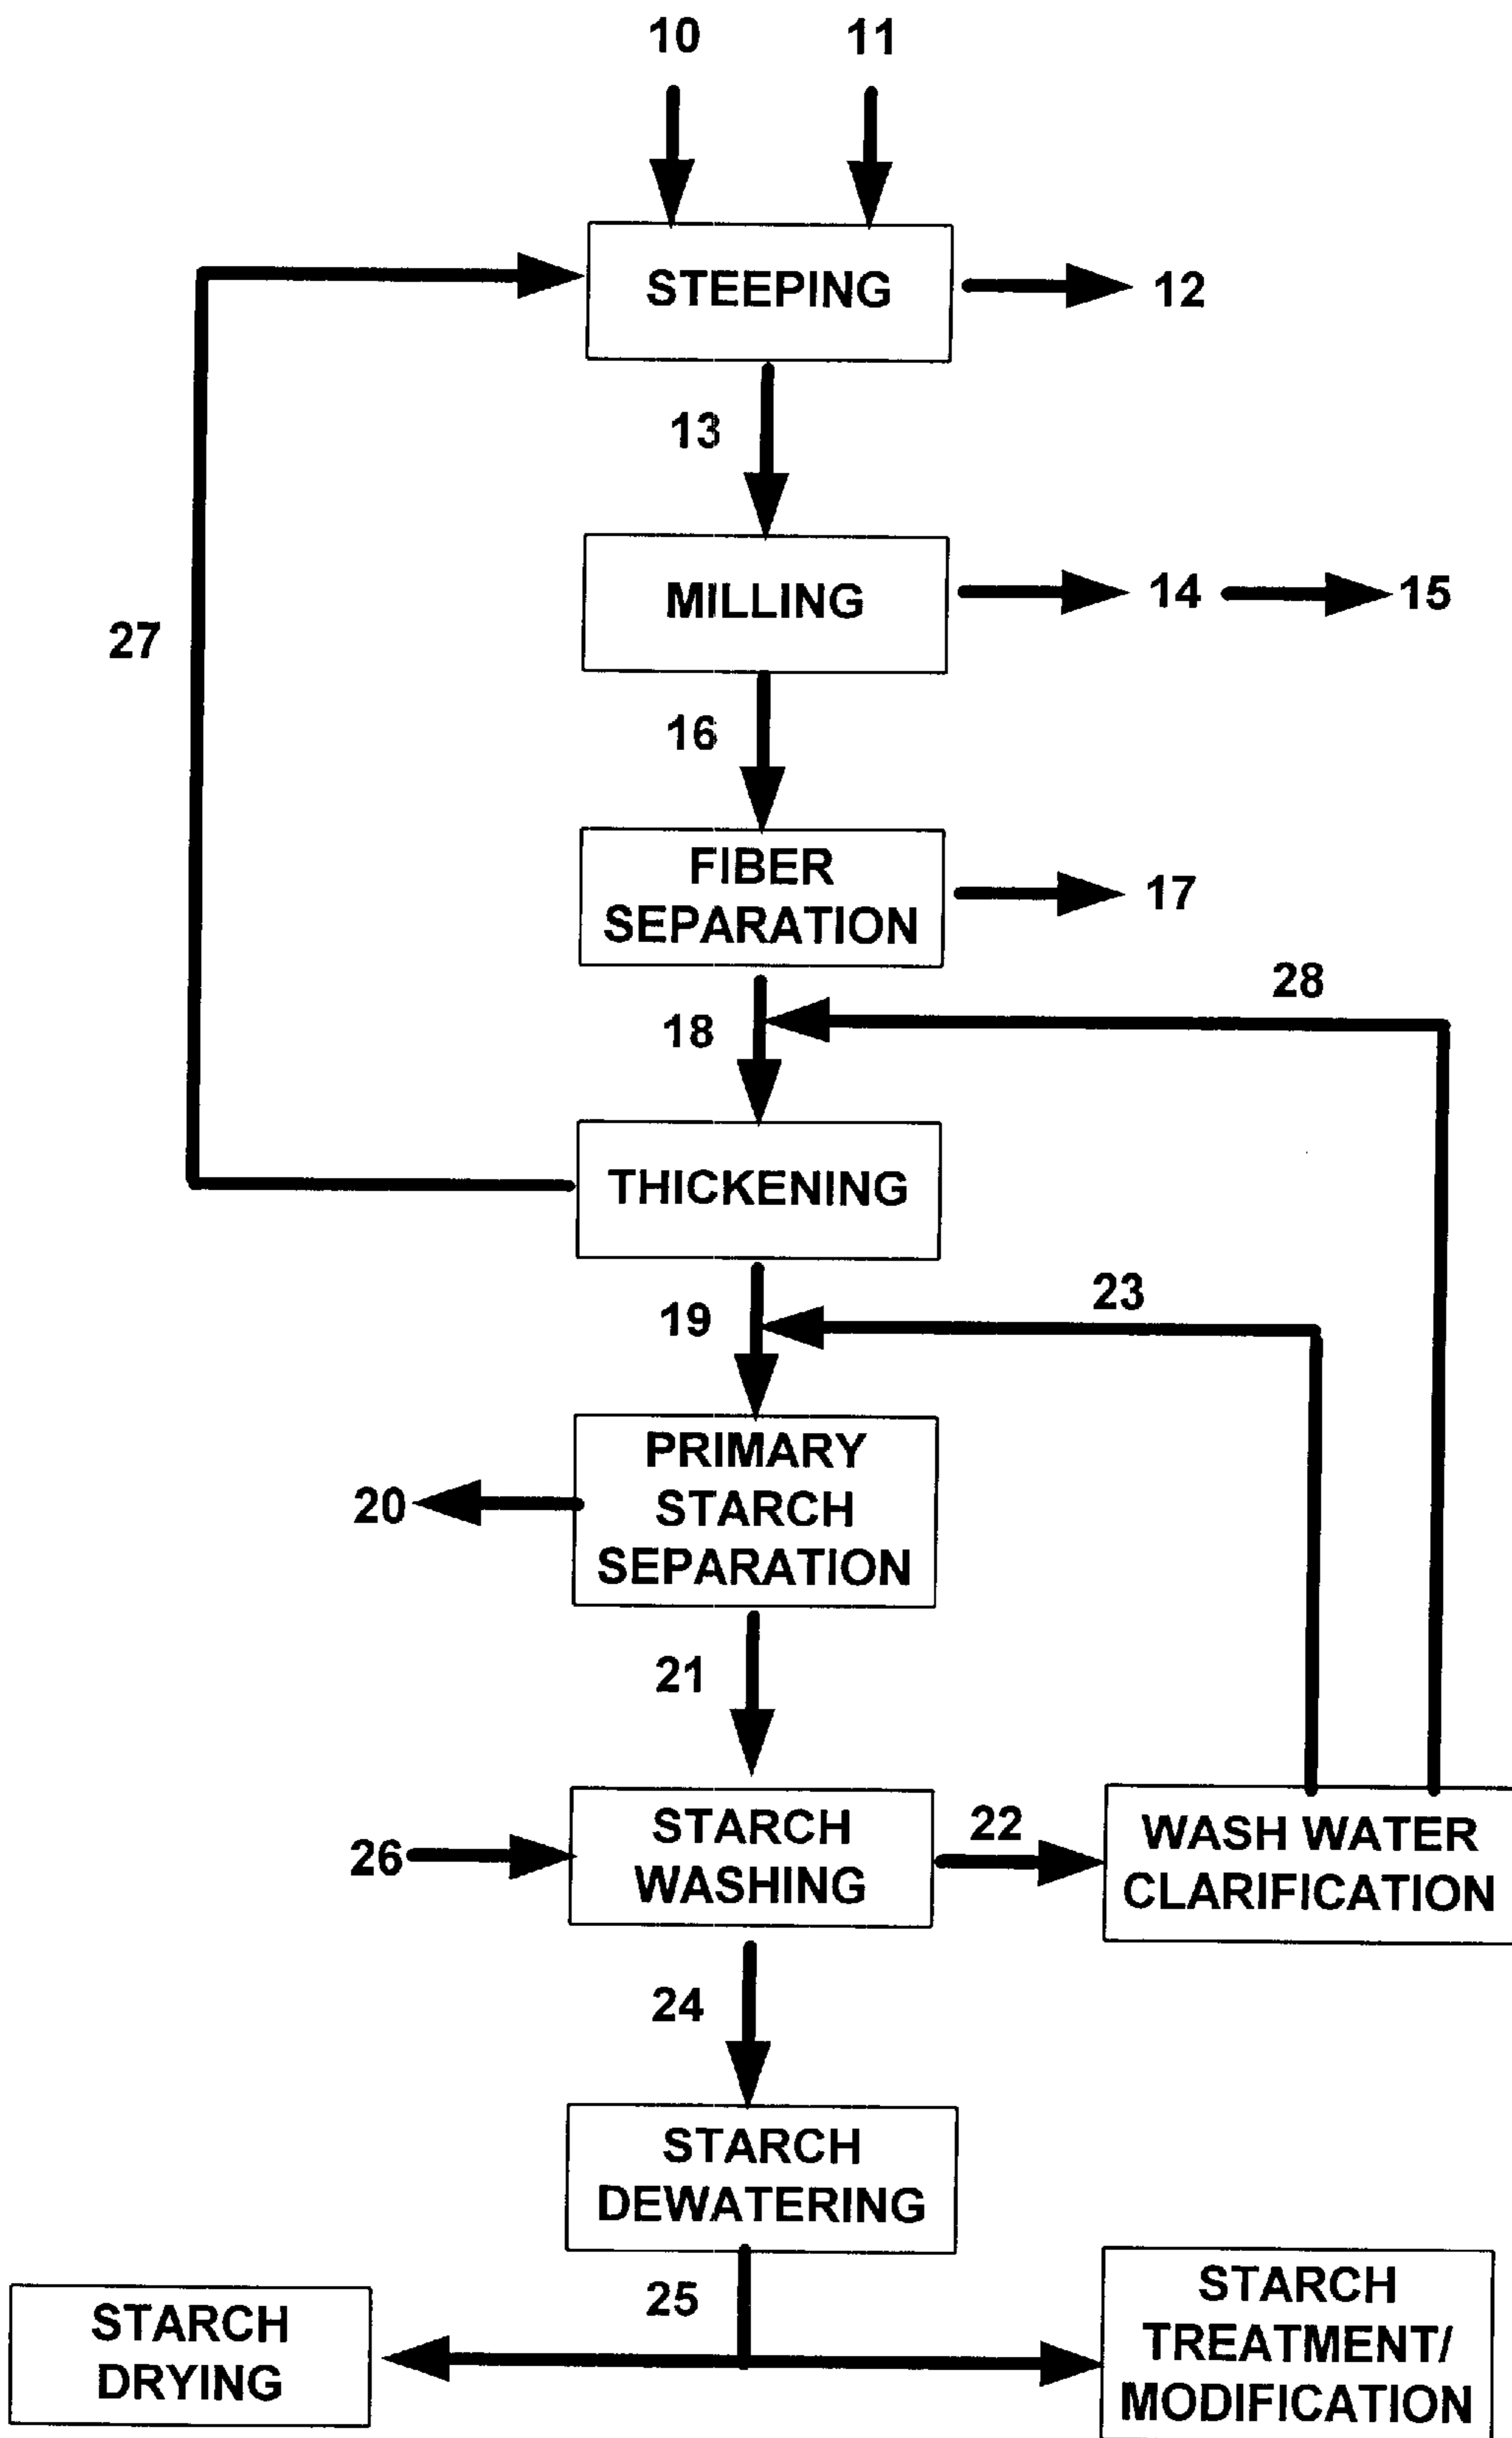 10
11
STEEPING
12
13
27
MILLING
14
15
16
FIBER
SEPARATION
17
28
18
THICKENING
23
19
PRIMARY
STARCH
SEPARATION
20
21
STARCH
WASHING
26
22
WASH WATER
CLARIFICATION
24
STARCH
DEWATERING
25
STARCH
DRYING
STARCH
TREATMENT/
MODIFICATION